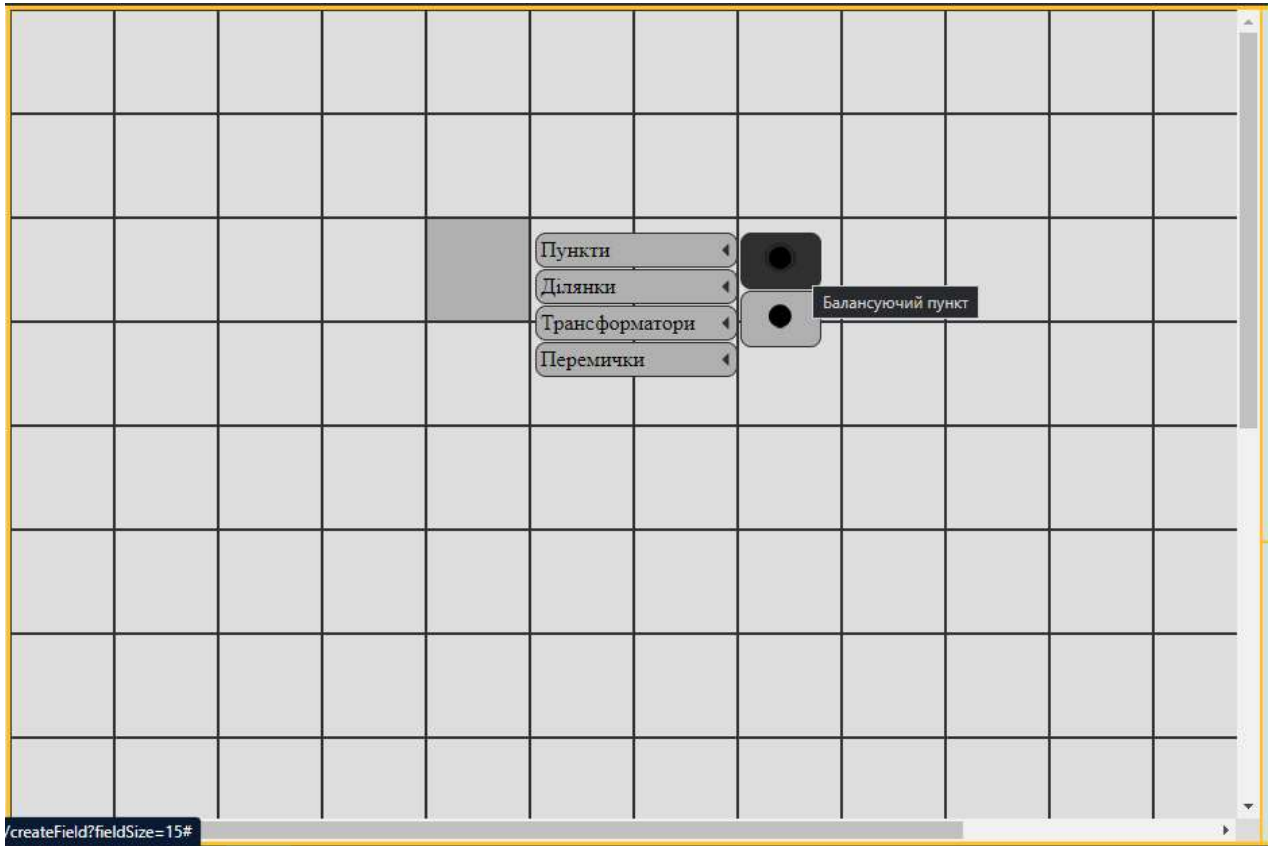 Пункти
Ділянки
Балансуючий пункт
Трансформатори
Перемички
/createField?fieldSize=15#